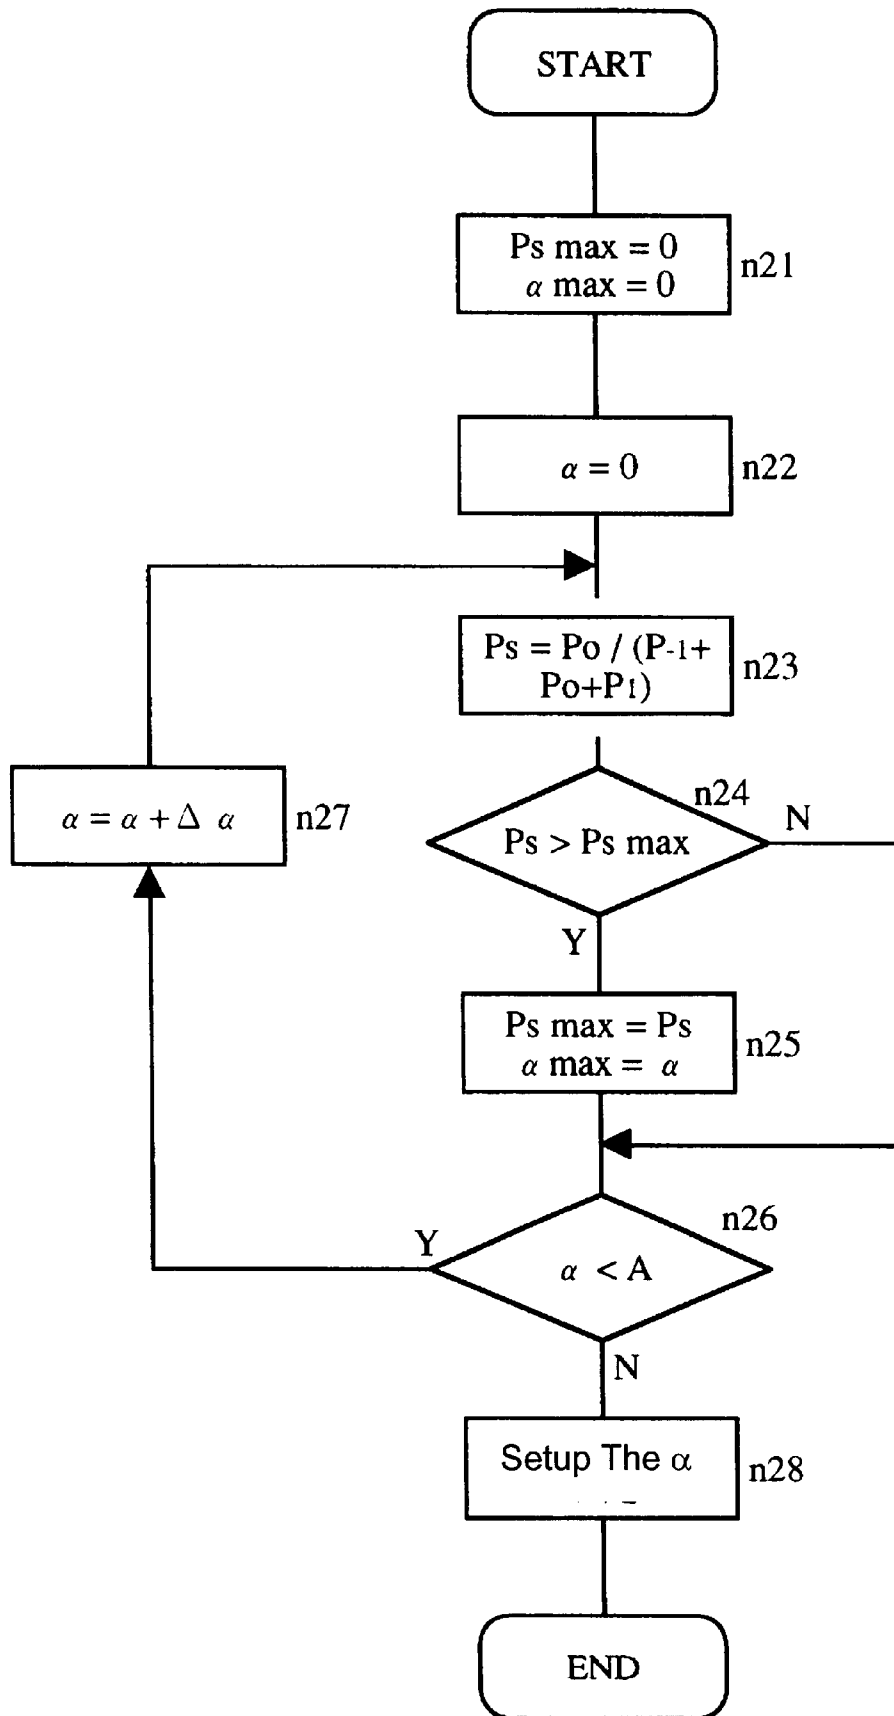 START
Ps max = 0
α max = 0
n21
α = 0
n22
Ps = Po / (P-1+
Po+P1)
n23
n24
Ps > Ps max
N
Y
α = α + Δ α
n27
Ps max = Ps
α max = α
n25
n26
Y
α < A
N
Setup The α
n28
END